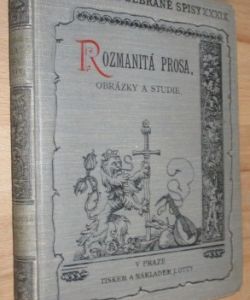 SEBRANÉ SPISY XXXIX
ROZMANITÁ PROSA.
OBRÁZKY A STUDIE.
V PRAZE
TISKEM A NÁKLADEM J. OTTY